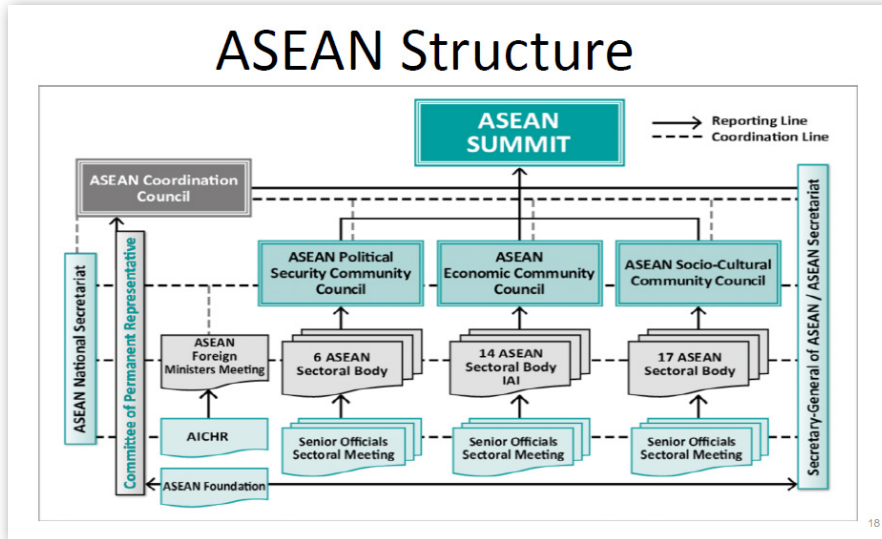 ASEAN Structure
ASEAN
SUMMIT
Reporting Line
Coordination Line
ASEAN Coordination
Council
ASEAN National Secretariat
Committee of Permanent Representative
ASEAN Political
Security Community
Council
ASEAN
Economic Community
Council
ASEAN Socio-Cultural
Community Council
Secretary-General of ASEAN / ASEAN Secretariat
ASEAN
Foreign
Ministers Meeting
6 ASEAN
Sectoral Body
14 ASEAN
Sectoral Body
IAI
17 ASEAN
Sectoral Body
AICHR
Senior Officials
Sectoral Meeting
Senior Officials
Sectoral Meeting
Senior Officials
Sectoral Meeting
ASEAN Foundation
18